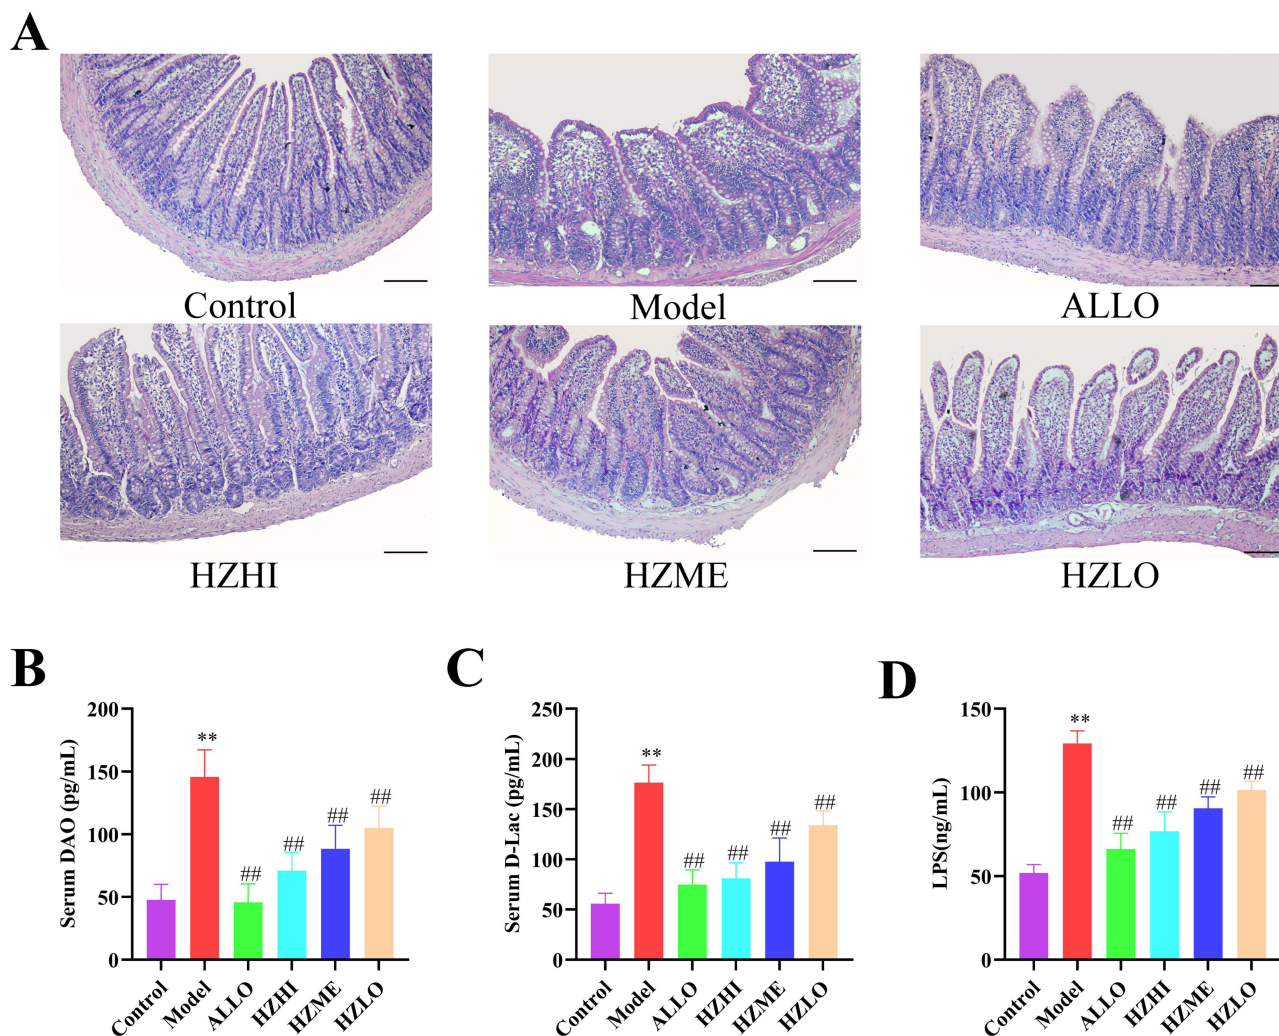 A
Control
Model
ALLO
HZHI
HZME
HZLO
B
Serum DAO (pg/mL)
200
150
100
50
0
**
##
##
##
##
Control
Model
ALLO
HZHI
HZME
HZLO
C
Serum D-Lac (pg/mL)
250
200
150
100
50
0
**
##
##
##
##
Control
Model
ALLO
HZHI
HZME
HZLO
D
LPS(ng/mL)
150
100
50
0
**
##
##
##
##
Control
Model
ALLO
HZHI
HZME
HZLO